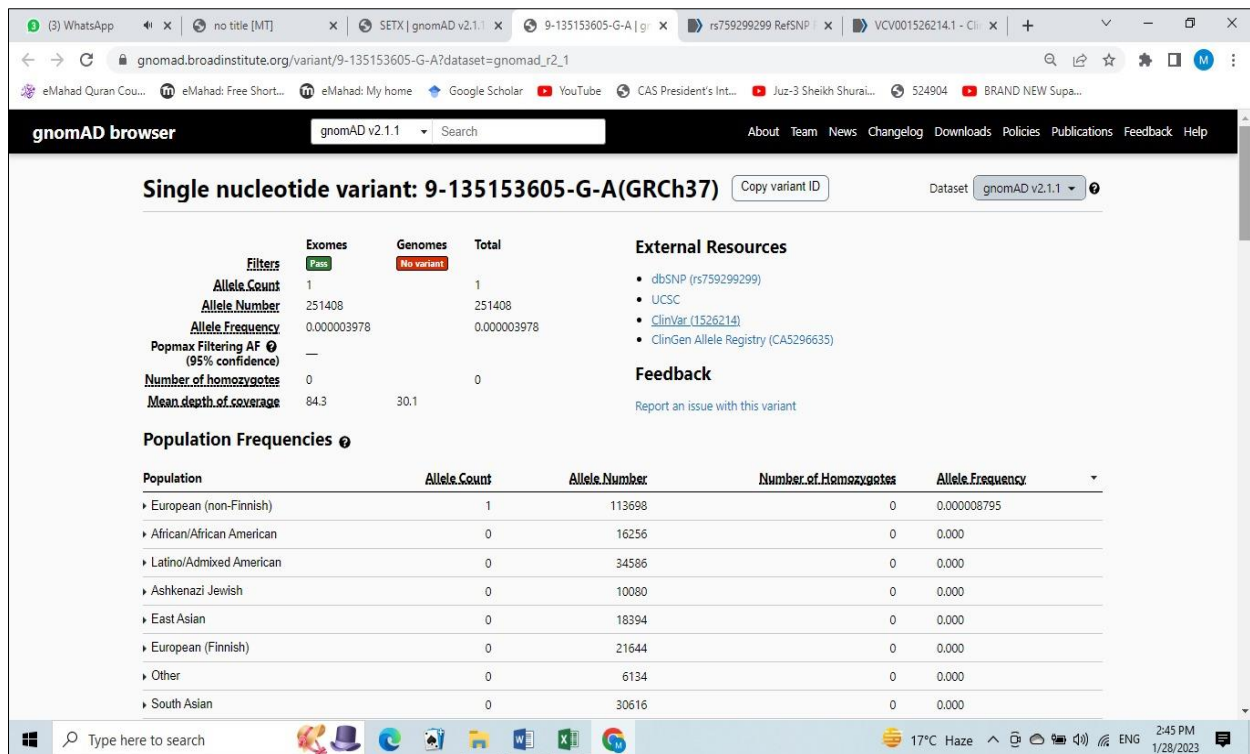 (3) WhatsApp
no title [MT]
SETX | gnomAD v2.1.1
9-135153605-G-A | gn
rs759299299 RefSNP
VCV001526214.1 - Cli
gnomad.broadinstitute.org/variant/9-135153605-G-A?dataset=gnomad_r2_1
M
eMahad Quran Cou... eMahad: Free Short... eMahad: My home Google Scholar YouTube CAS President's Int... Juz-3 Sheikh Shurai... 524904 BRAND NEW Supa...
gnomAD browser gnomAD v2.1.1 Search About Team News Changelog Downloads Policies Publications Feedback Help
Single nucleotide variant: 9-135153605-G-A(GRCh37) Copy variant ID Dataset gnomAD v2.1.1 ?
Exomes Genomes Total
Filters Pass No variant
Allele Count 1 1
Allele Number 251408 251408
Allele Frequency 0.000003978 0.000003978
Popmax Filtering AF ?
(95% confidence) —
Number of homozygotes 0 0
Mean depth of coverage 84.3 30.1
External Resources
dbSNP (rs759299299)
UCSC
ClinVar (1526214)
ClinGen Allele Registry (CA5296635)
Feedback
Report an issue with this variant
Population Frequencies ?
Population Allele Count Allele Number Number of Homozygotes Allele Frequency
European (non-Finnish) 1 113698 0 0.000008795
African/African American 0 16256 0 0.000
Latino/Admixed American 0 34586 0 0.000
Ashkenazi Jewish 0 10080 0 0.000
East Asian 0 18394 0 0.000
European (Finnish) 0 21644 0 0.000
Other 0 6134 0 0.000
South Asian 0 30616 0 0.000
Type here to search 17°C Haze ENG 2:45 PM
1/28/2023